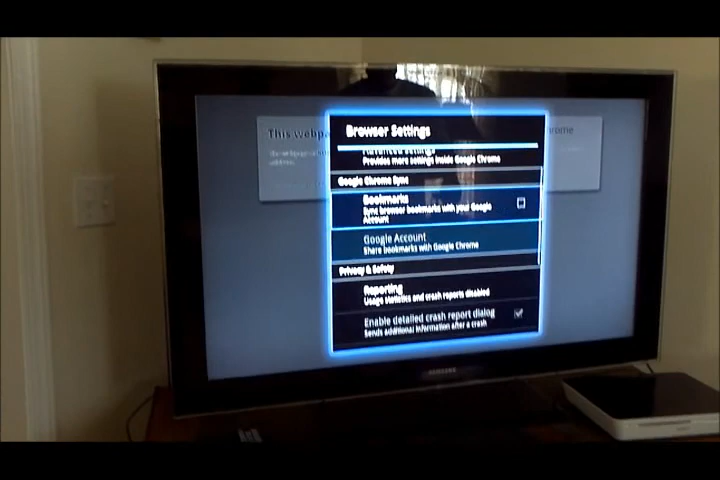 Browser Settings
This webpa
Advanced settings
Provides more settings inside Google Chrome
Google Chrome Sync
Bookmarks
Sync browser bookmarks with your Google
Account
Google Account
Share bookmarks with Google Chrome
Privacy & Safety
Reporting
Usage statistics and crash reports disabled
Enable detailed crash report dialog
Sends additional information after a crash
SAMSUNG